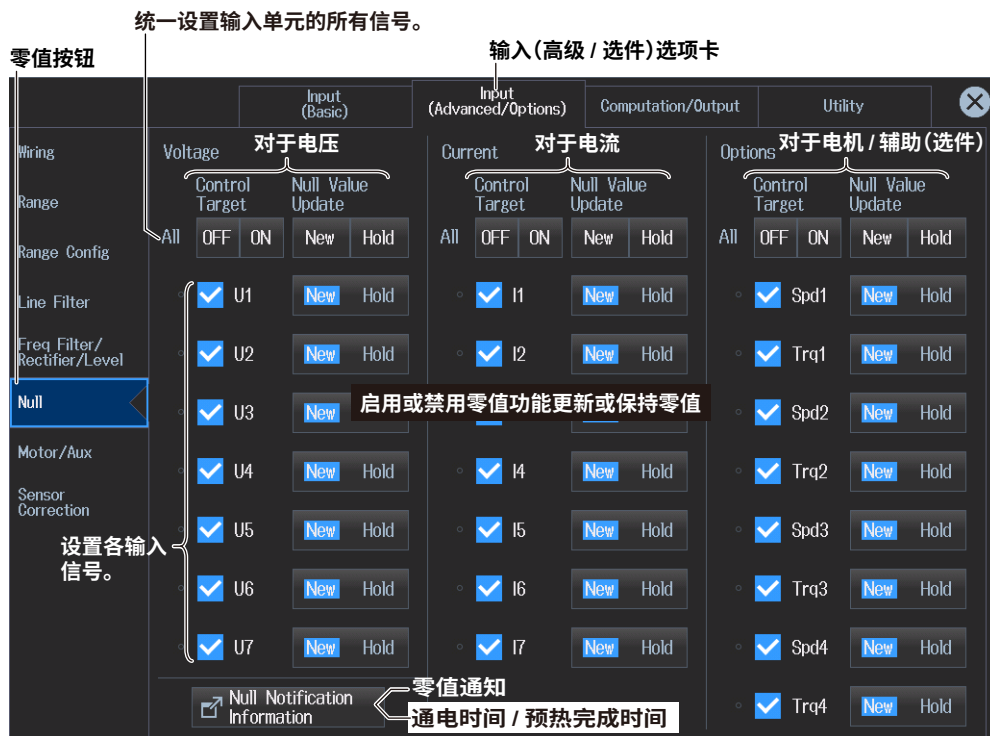 统一设置输入单元的所有信号。
零值按钮
输入（高级 / 选件）选项卡
Input
(Basic)
Input
(Advanced/Options)
Computation/Output
Utility
Wiring
Range
Range Config
Line Filter
Freq Filter/
Rectifier/Level
Null
Motor/Aux
Sensor
Correction
Voltage
对于电压
Control
Target
Null Value
Update
All OFF ON New Hold
U1 New Hold
U2 New Hold
U3 New
U4 New Hold
U5 New Hold
U6 New Hold
U7 New Hold
设置各输入
信号。
Current
对于电流
Control
Target
Null Value
Update
All OFF ON New Hold
I1 New Hold
I2 New Hold
启用或禁用零值功能更新或保持零值
I4 New Hold
I5 New Hold
I6 New Hold
I7 New Hold
Options
对于电机 / 辅助（选件）
Control
Target
Null Value
Update
All OFF ON New Hold
Spd1 New Hold
Trq1 New Hold
Spd2 New Hold
Trq2 New Hold
Spd3 New Hold
Trq3 New Hold
Spd4 New Hold
Trq4 New Hold
Null Notification
Information
零值通知
通电时间 / 预热完成时间